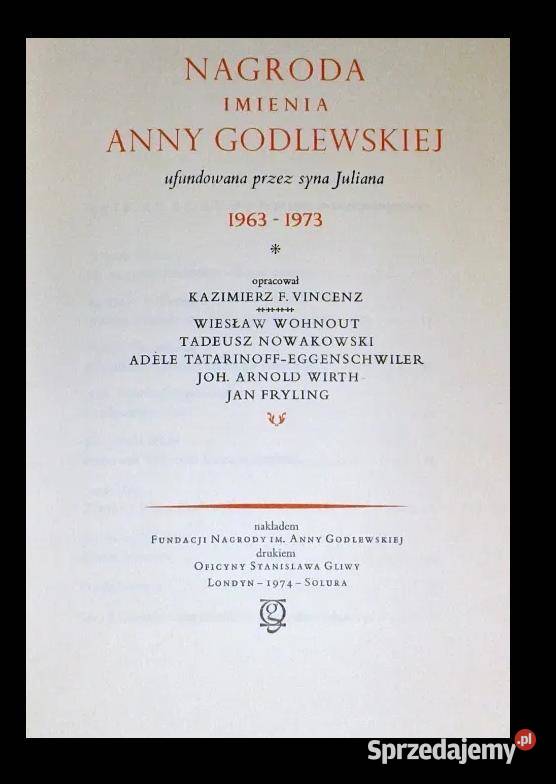 NAGRODA
IMIENIA
ANNY GODLEWSKIEJ
ufundowana przez syna Juliana
1963 - 1973
*
opracował
KAZIMIERZ F. VINCENZ
WIESŁAW WOHNOUT
TADEUSZ NOWAKOWSKI
ADÈLE TATARINOFF-EGGENSCHWILER
JOH. ARNOLD WIRTH
JAN FRYLING
nakładem
FUNDACJI NAGRODY IM. ANNY GODLEWSKIEJ
drukiem
OFICYNY STANISŁAWA GLIWY
LONDYN – 1974 – SOLURA
Sprzedajemy.pl